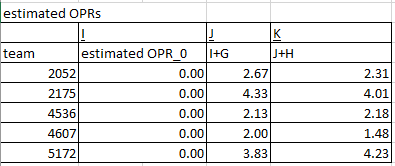 estimated OPRs
I J K
team estimated OPR_0 I+G J+H
2052 0.00 2.67 2.31
2175 0.00 4.33 4.01
4536 0.00 2.13 2.18
4607 0.00 2.00 1.48
5172 0.00 3.83 4.23